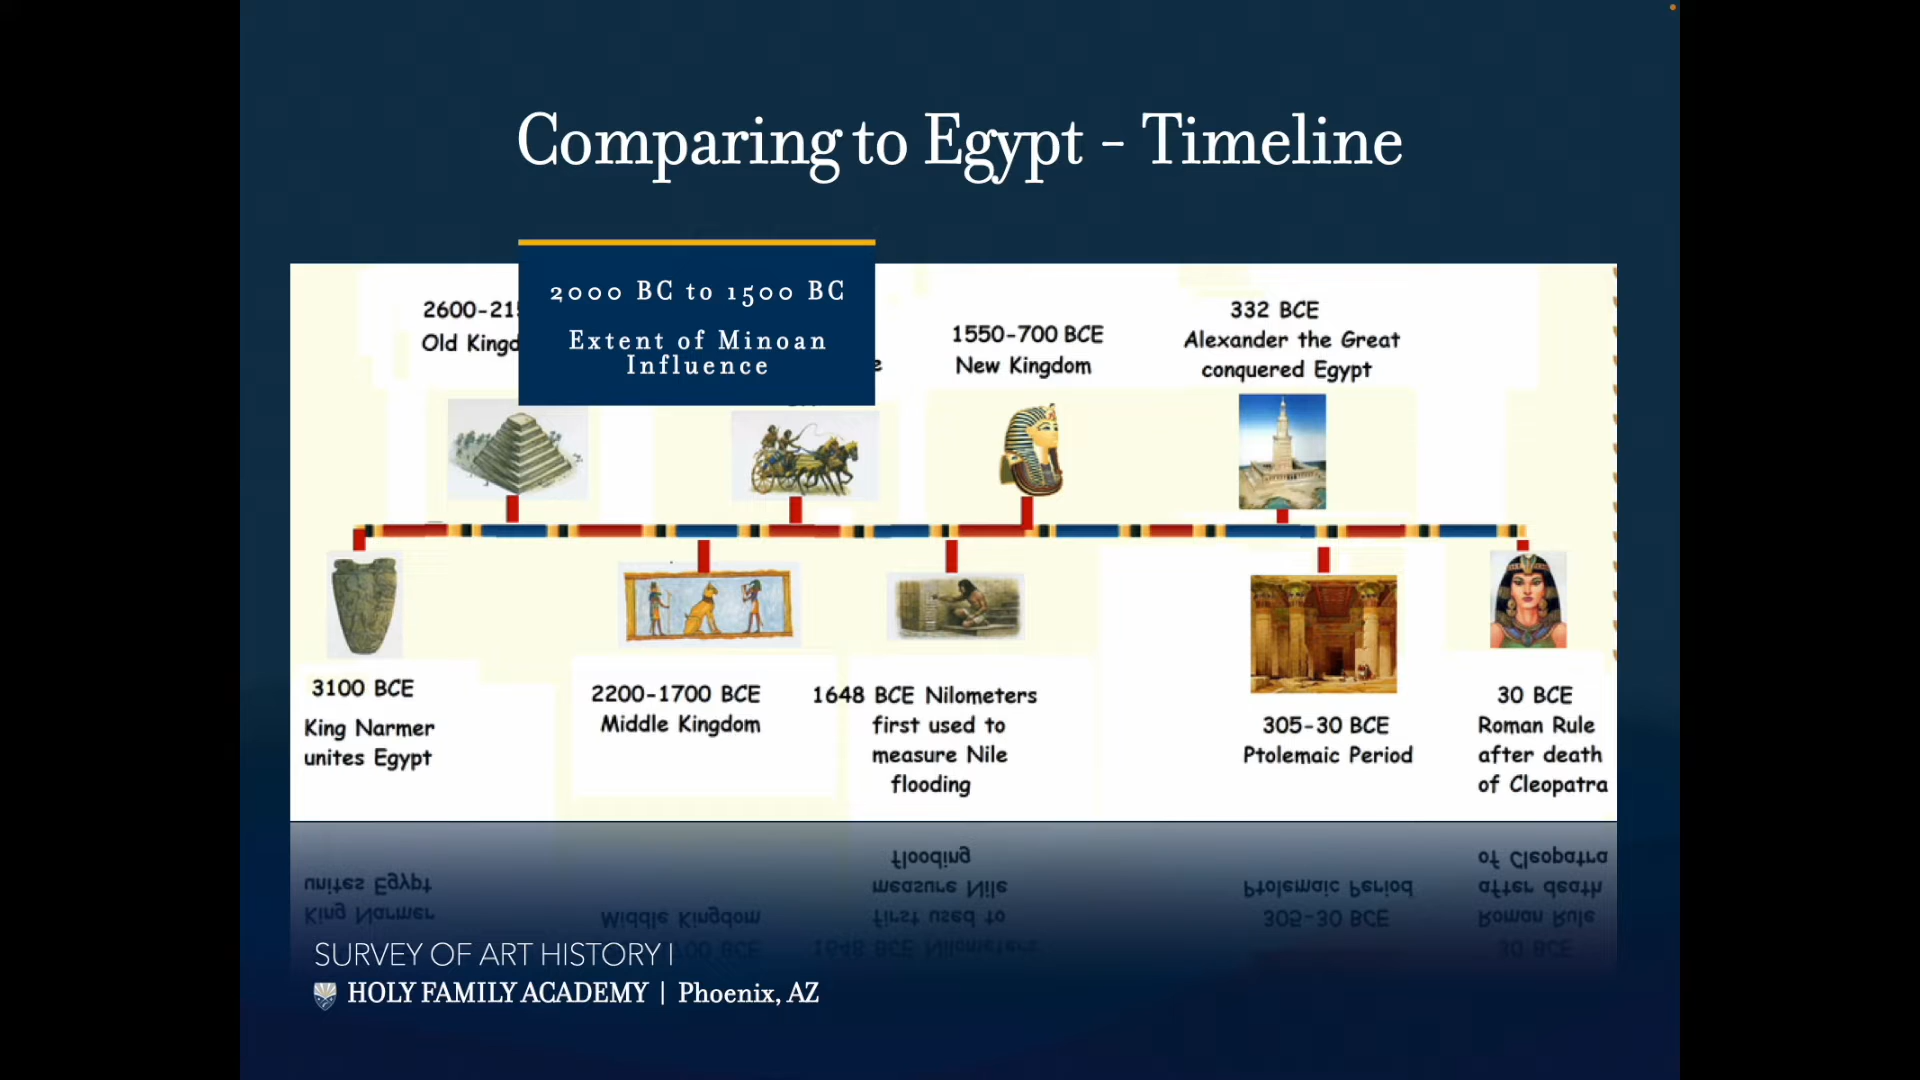 Comparing to Egypt - Timeline
2000 BC to 1500 BC
Extent of Minoan
Influence
2600-21
Old Kingd
1550-700 BCE
New Kingdom
332 BCE
Alexander the Great
conquered Egypt
3100 BCE
King Narmer
unites Egypt
2200-1700 BCE
Middle Kingdom
1648 BCE Nilometers
first used to
measure Nile
flooding
305-30 BCE
Ptolemaic Period
30 BCE
Roman Rule
after death
of Cleopatra
SURVEY OF ART HISTORY I
HOLY FAMILY ACADEMY | Phoenix, AZ